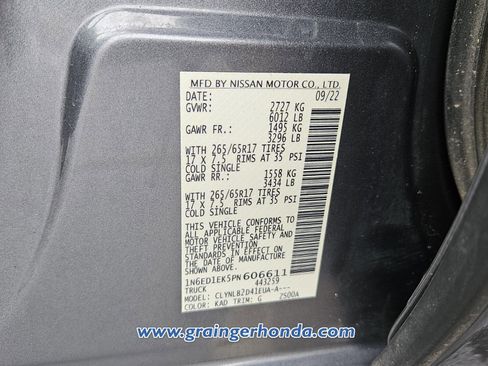 MFD BY NISSAN MOTOR CO., LTD.
DATE: 09/22
GVWR: 2727 KG
6012 LB
GAWR FR.: 1495 KG
3296 LB
WITH 265/65R17 TIRES
17 X 7.5 RIMS AT 35 PSI
COLD SINGLE
GAWR RR.: 1558 KG
3434 LB
WITH 265/65R17 TIRES
17 X 7.5 RIMS AT 35 PSI
COLD SINGLE
THIS VEHICLE CONFORMS TO
ALL APPLICABLE FEDERAL
MOTOR VEHICLE SAFETY AND
THEFT PREVENTION
STANDARDS IN EFFECT ON THE
DATE OF MANUFACTURE
1N6ED1EK5PN606611
TRUCK 443259
MODEL: CLYNLB2D41EUA-A---
COLOR: KAD TRIM: G 7500A
www.graingerhonda.com